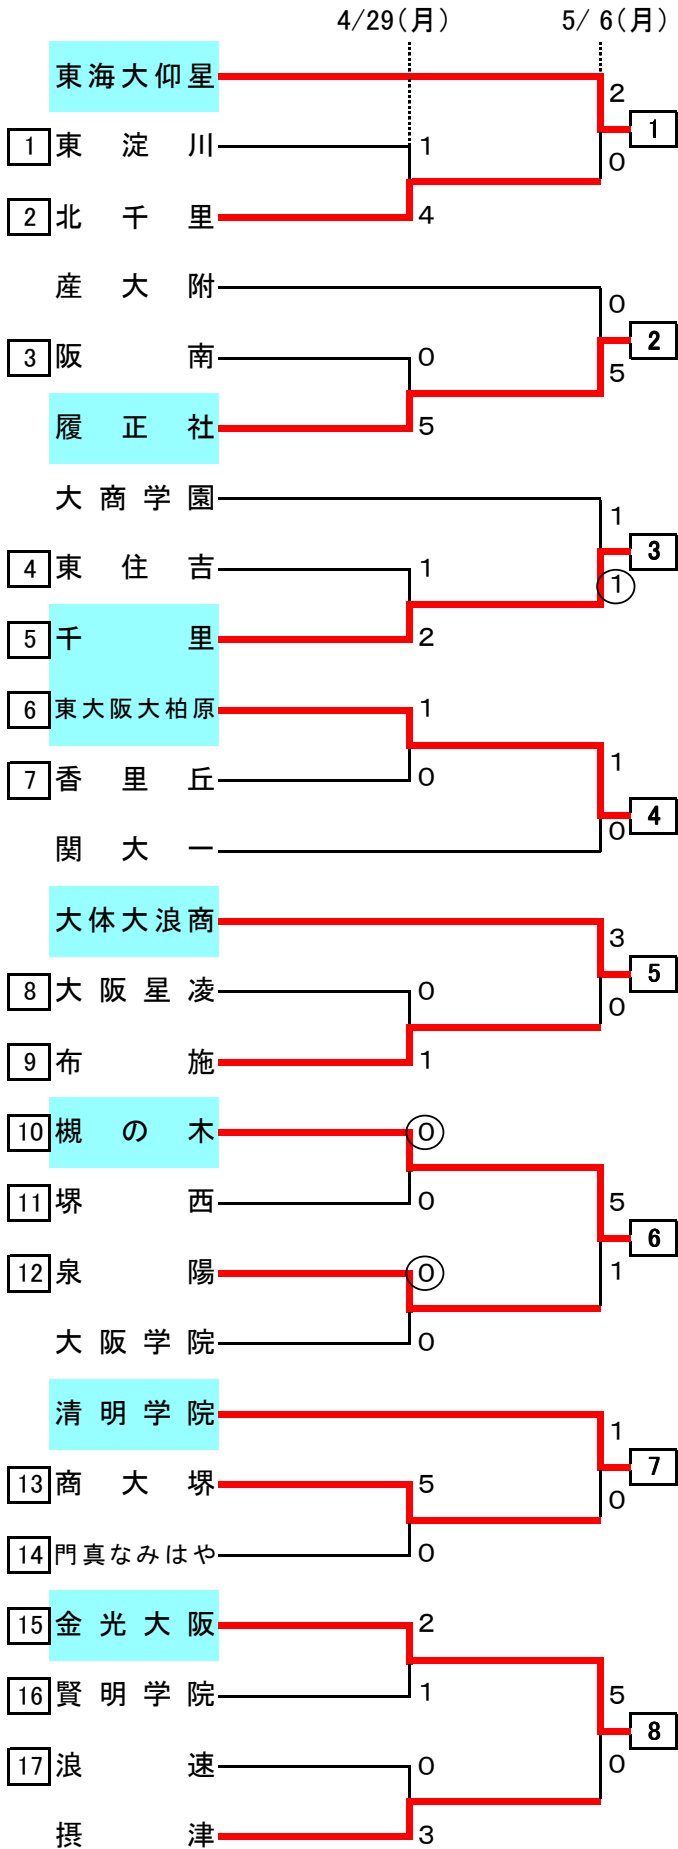 4/29(月) 5/ 6(月)
東海大仰星
2
1 東淀川 1
1
0
2 北千里 4
産大附
0
2
3 阪南 0
5
履正社 5
大商学園
1
3
4 東住吉 1
1
5 千里 2
6 東大阪大柏原 1
1
7 香里丘 0
4
0
関大一
大体大浪商
3
5
8 大阪星凌 0
0
9 布施 1
10 槻の木 0
11 堺西 0
5
6
12 泉陽 0
1
大阪学院 0
清明学院
1
7
13 商大堺 5
0
14 門真なみはや 0
15 金光大阪 2
16 賢明学院 1
5
8
17 浪速 0
0
摂津 3